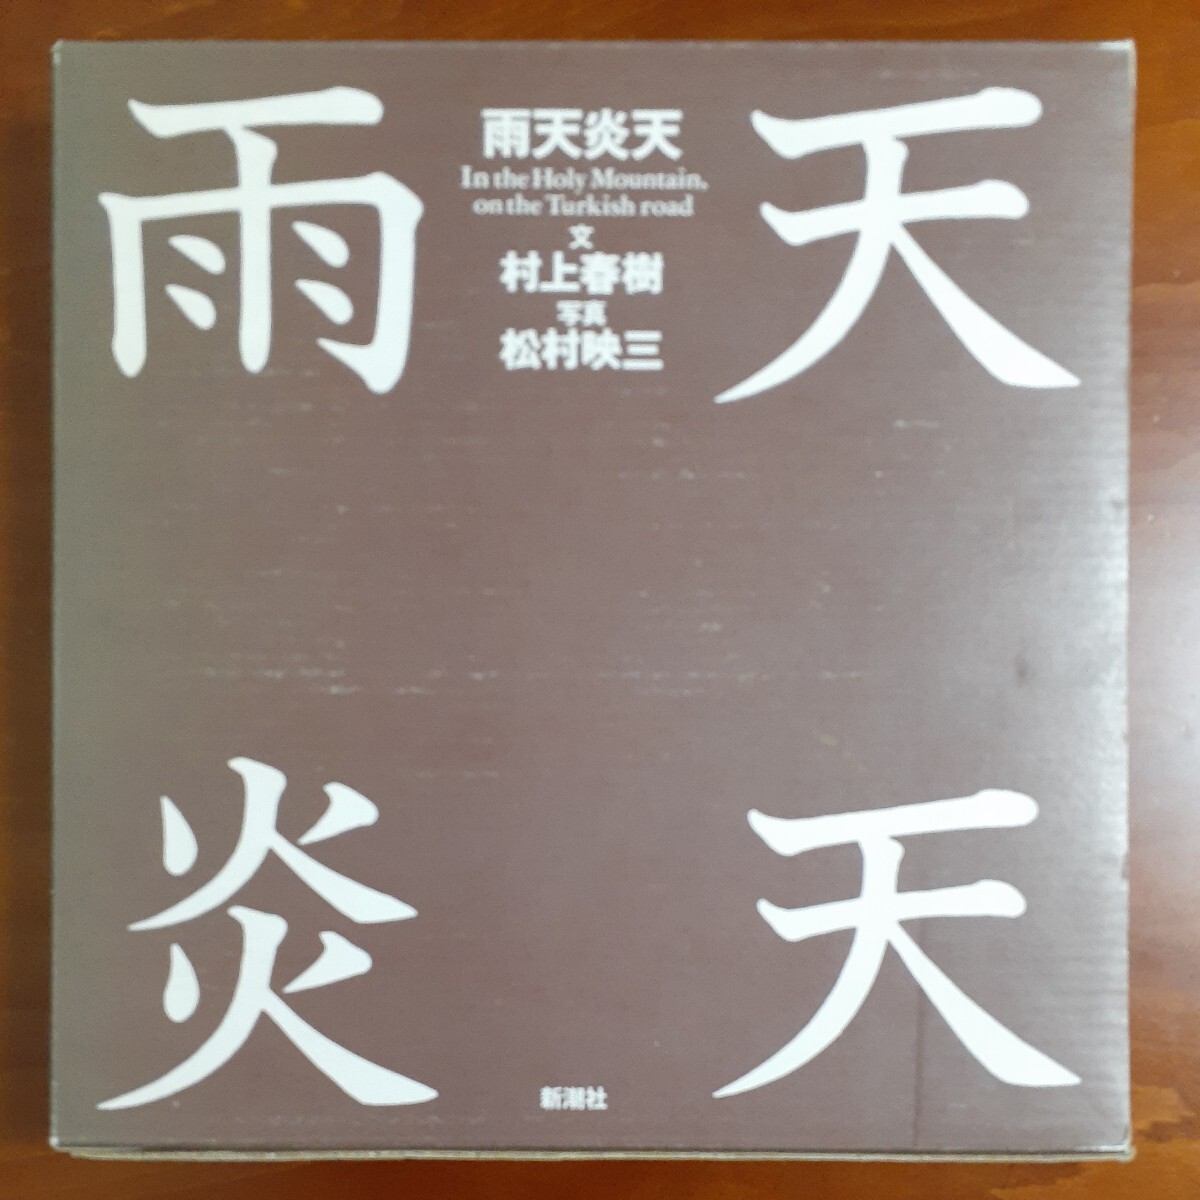 雨天
雨天炎天
In the Holy Mountain,
on the Turkish road
文
村上春樹
写真
松村映三
炎天
新潮社